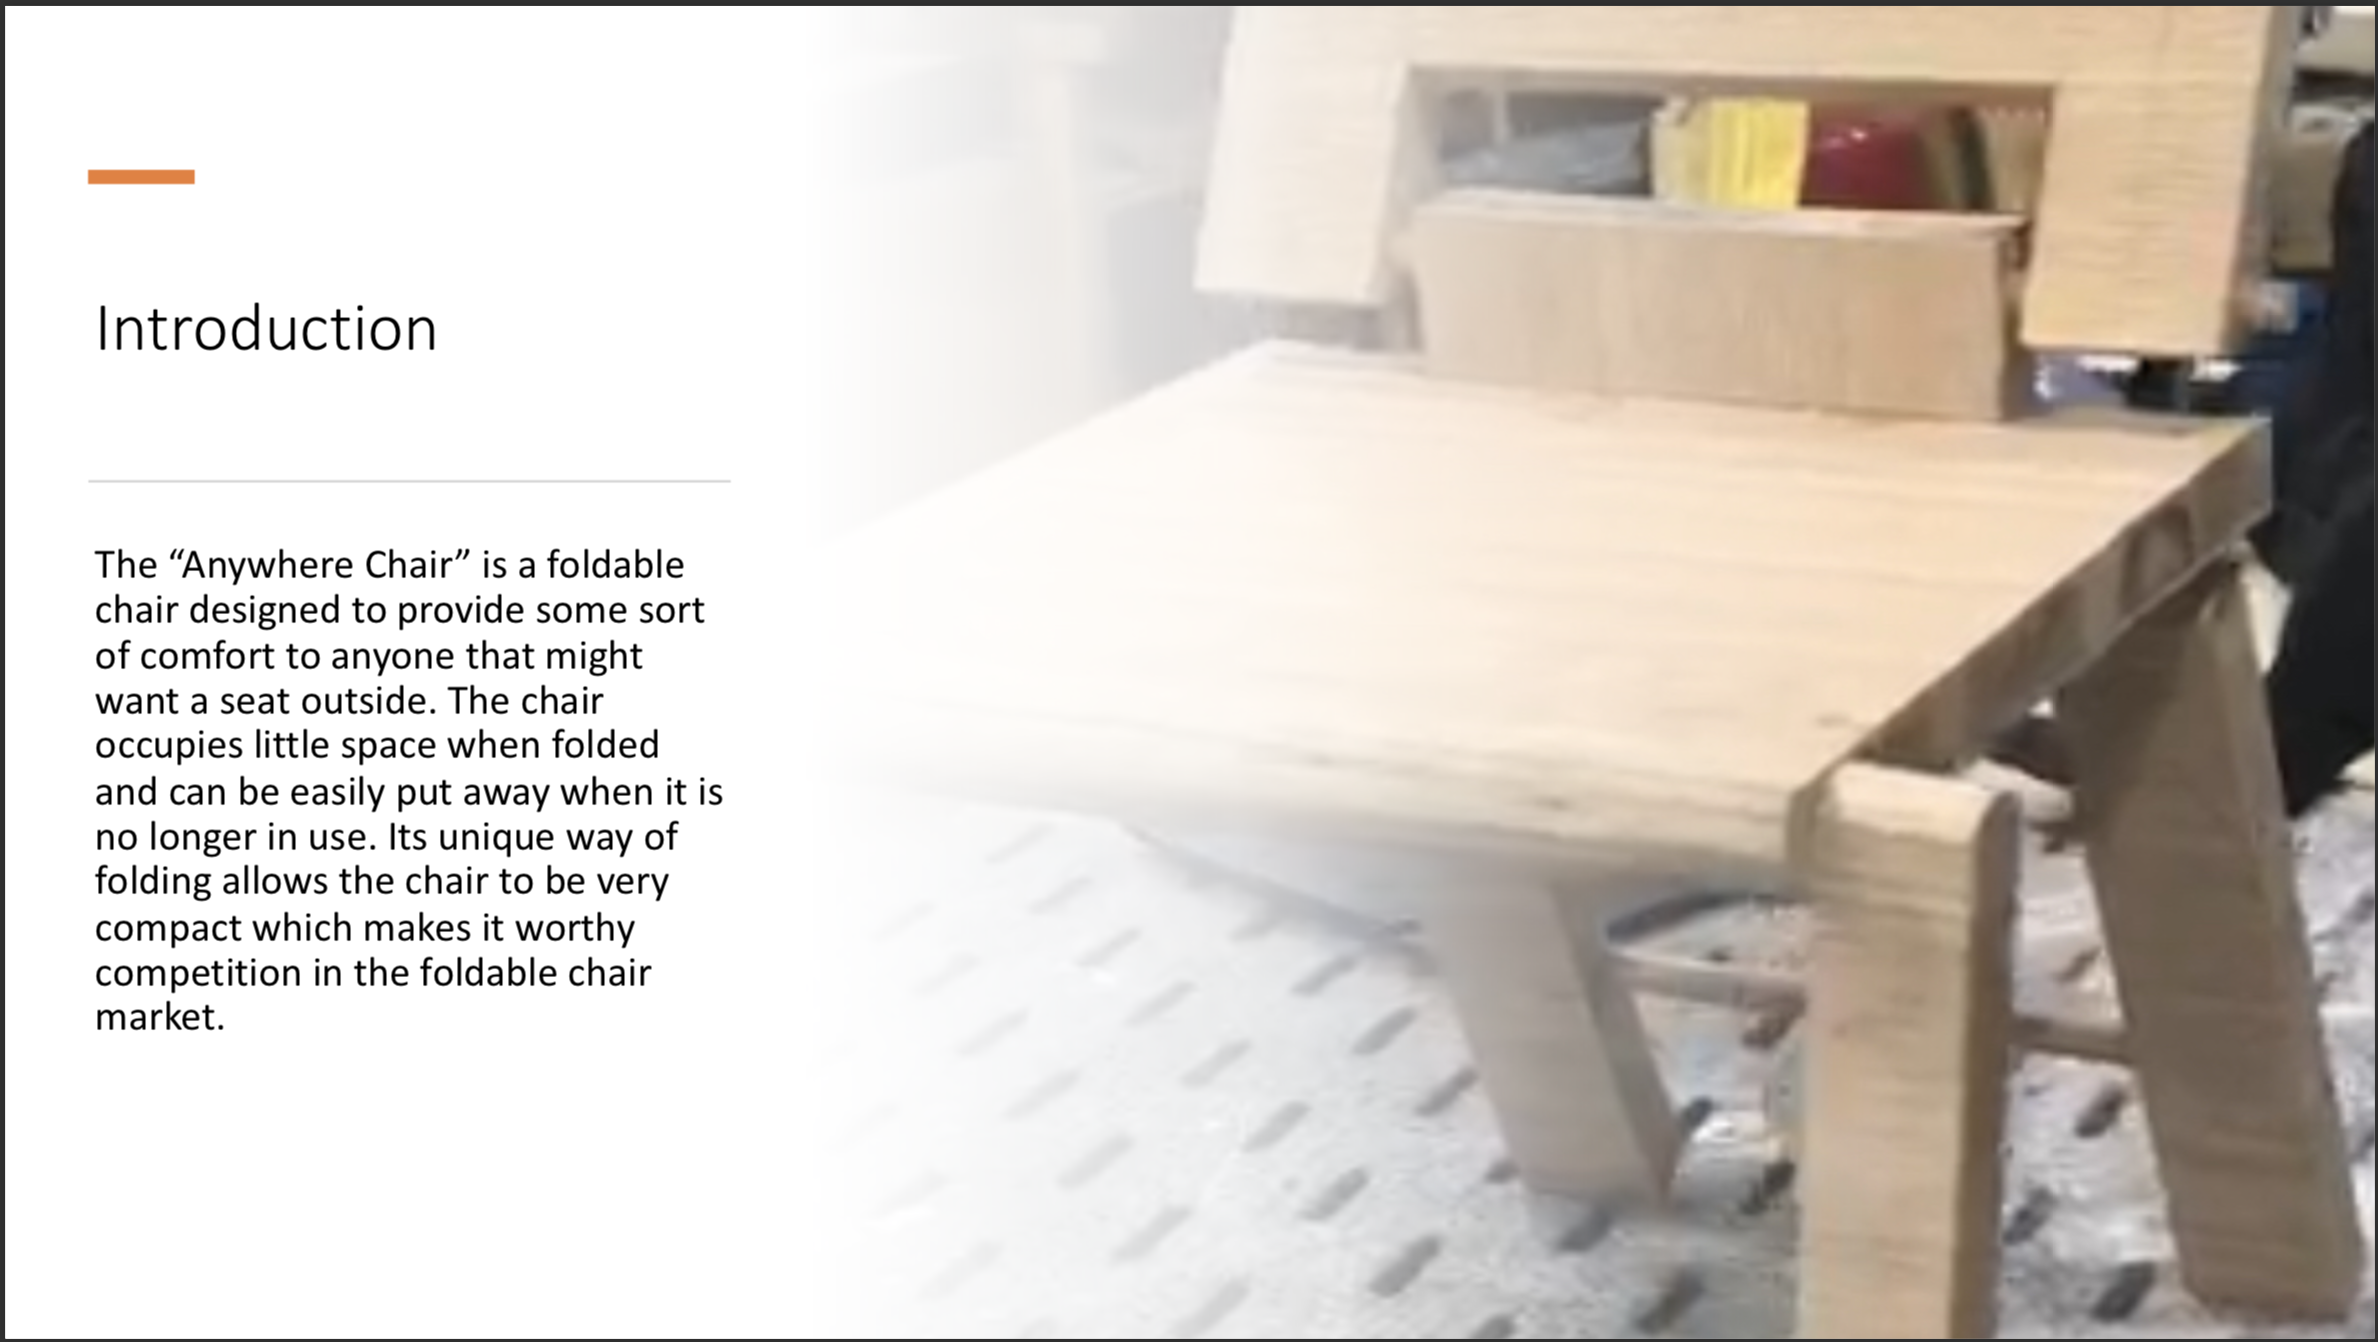 Introduction
The “Anywhere Chair” is a foldable
chair designed to provide some sort
of comfort to anyone that might
want a seat outside. The chair
occupies little space when folded
and can be easily put away when it is
no longer in use. Its unique way of
folding allows the chair to be very
compact which makes it worthy
competition in the foldable chair
market.